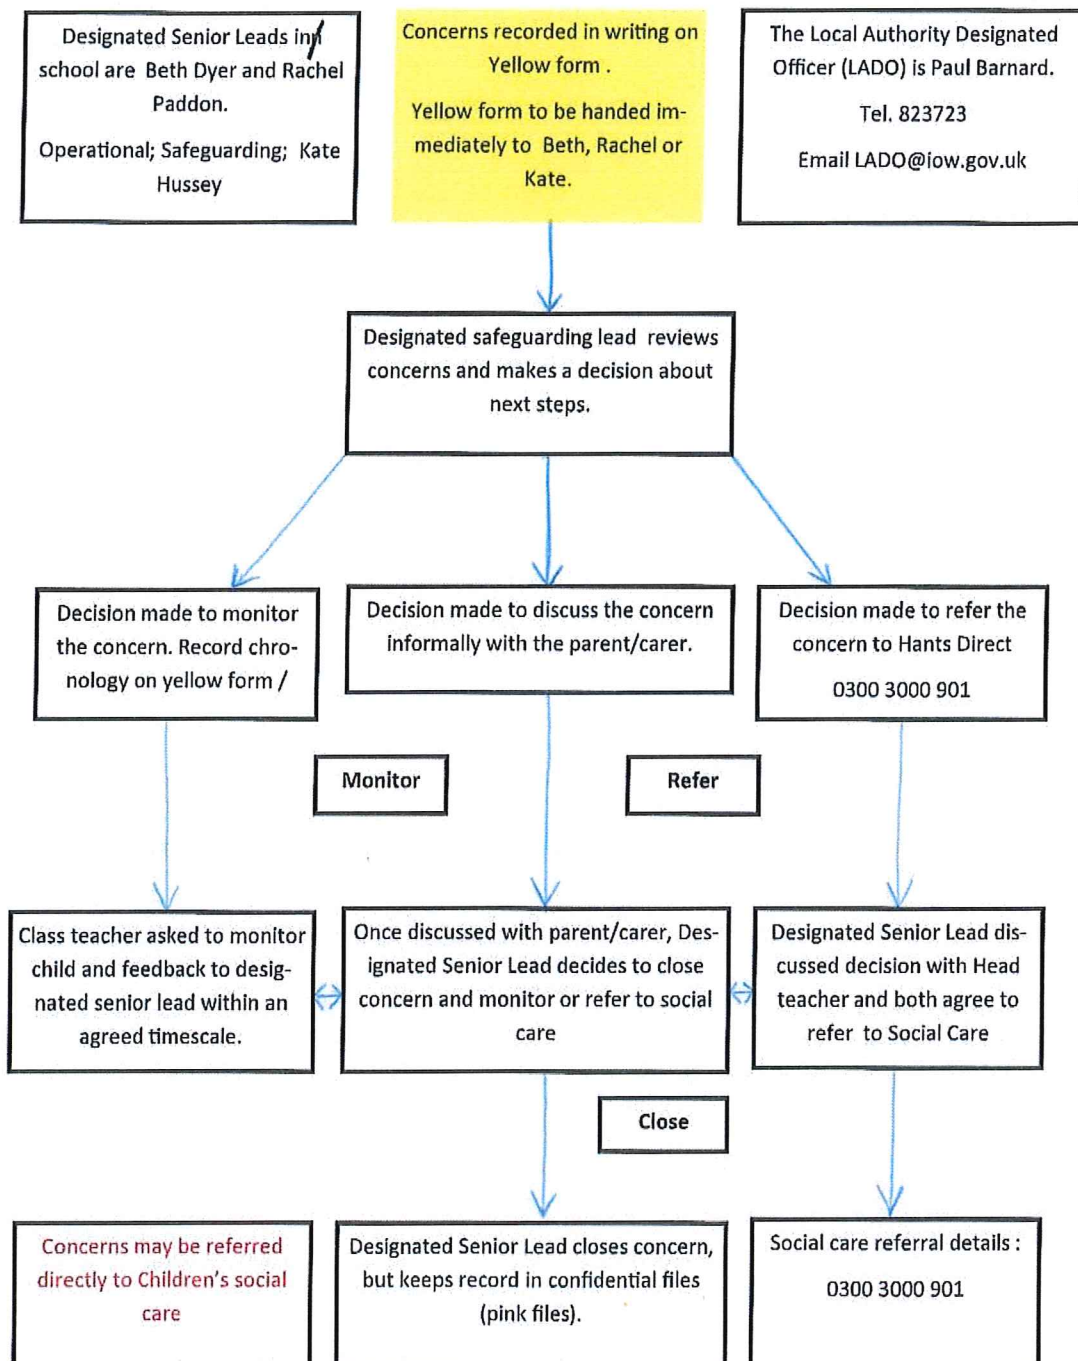 Designated Senior Leads inn
school are Beth Dyer and Rachel
Paddon.
Operational; Safeguarding; Kate
Hussey
Concerns recorded in writing on
Yellow form .
Yellow form to be handed im-
mediately to Beth, Rachel or
Kate.
The Local Authority Designated
Officer (LADO) is Paul Barnard.
Tel. 823723
Email LADO@iow.gov.uk
Designated safeguarding lead reviews
concerns and makes a decision about
next steps.
Decision made to monitor
the concern. Record chro-
nology on yellow form /
Decision made to discuss the concern
informally with the parent/carer.
Decision made to refer the
concern to Hants Direct
0300 3000 901
Monitor
Refer
Class teacher asked to monitor
child and feedback to desig-
nated senior lead within an
agreed timescale.
Once discussed with parent/carer, Des-
ignated Senior Lead decides to close
concern and monitor or refer to social
care
Designated Senior Lead dis-
cussed decision with Head
teacher and both agree to
refer to Social Care
Close
Concerns may be referred
directly to Children's social
care
Designated Senior Lead closes concern,
but keeps record in confidential files
(pink files).
Social care referral details :
0300 3000 901